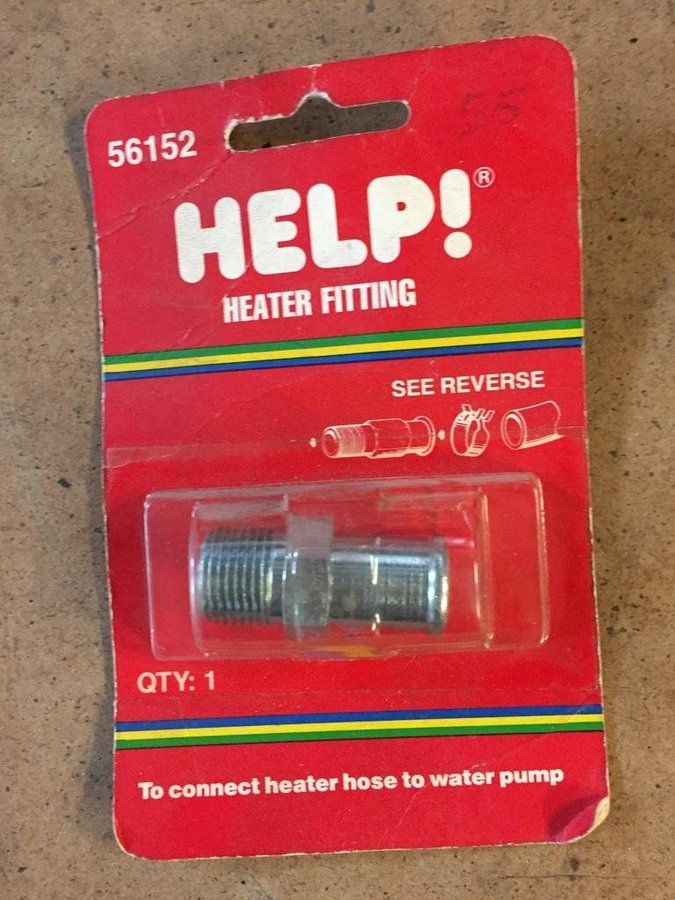 55
56152
HELP!®
HEATER FITTING
SEE REVERSE
QTY: 1
To connect heater hose to water pump